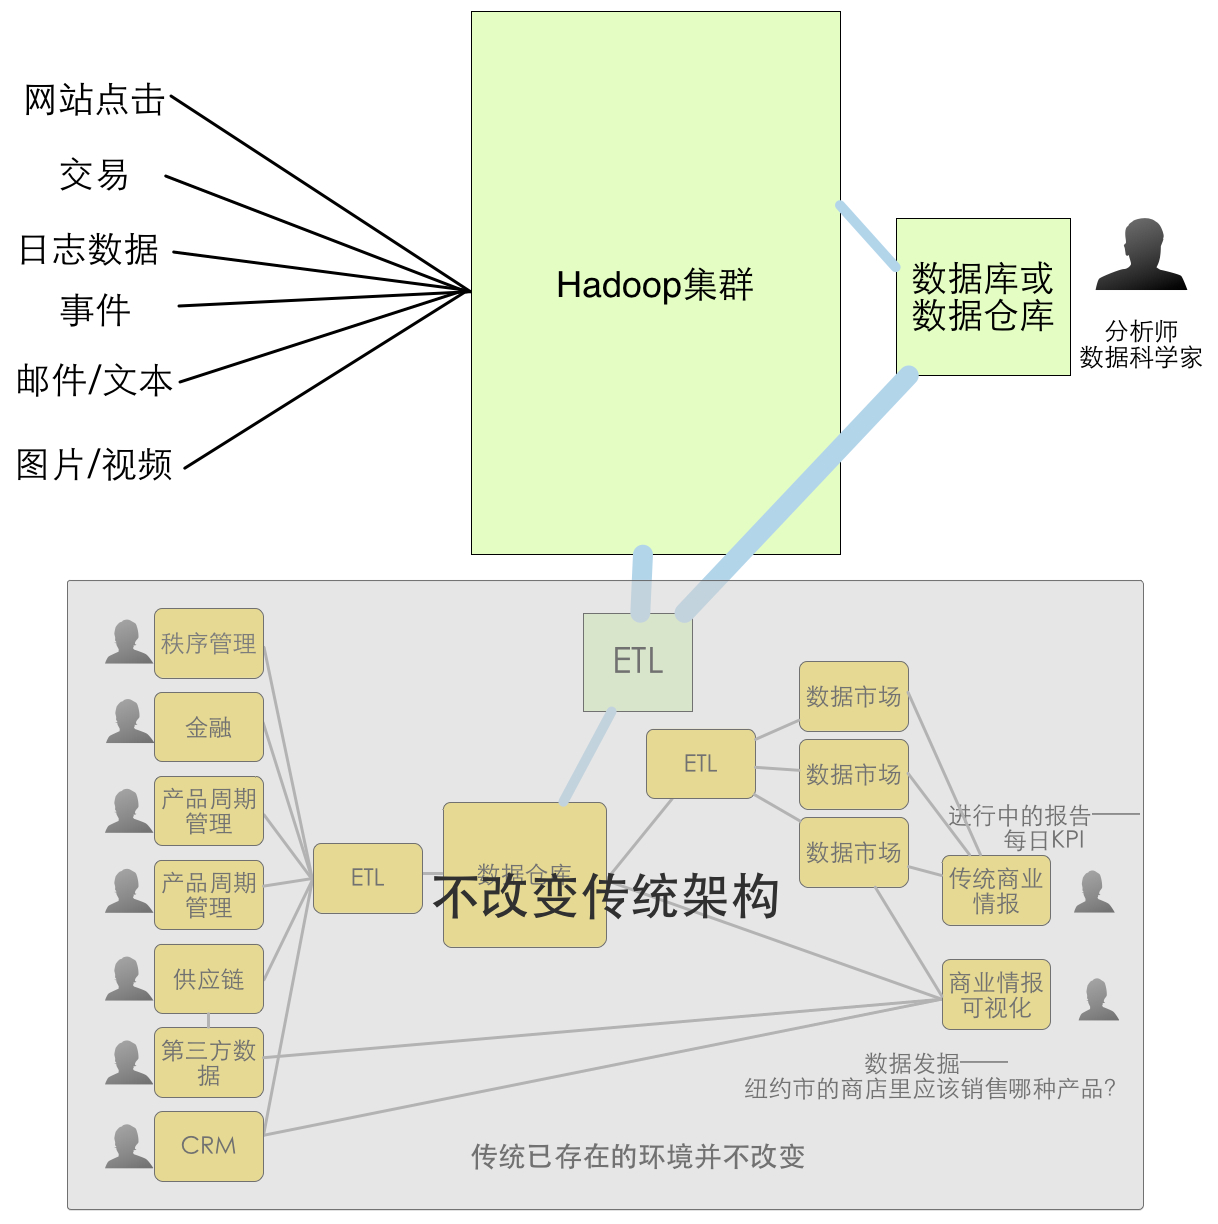 网站点击
交易
日志数据
事件
邮件/文本
图片/视频
Hadoop集群
数据库或
数据仓库
分析师
数据科学家
秩序管理
金融
产品周期
管理
产品周期
管理
供应链
第三方数
据
CRM
ETL
数据仓库
ETL
ETL
数据市场
数据市场
数据市场
进行中的报告——
每日KPI
传统商业
情报
商业情报
可视化
不改变传统架构
数据发掘——
纽约市的商店里应该销售哪种产品?
传统已存在的环境并不改变